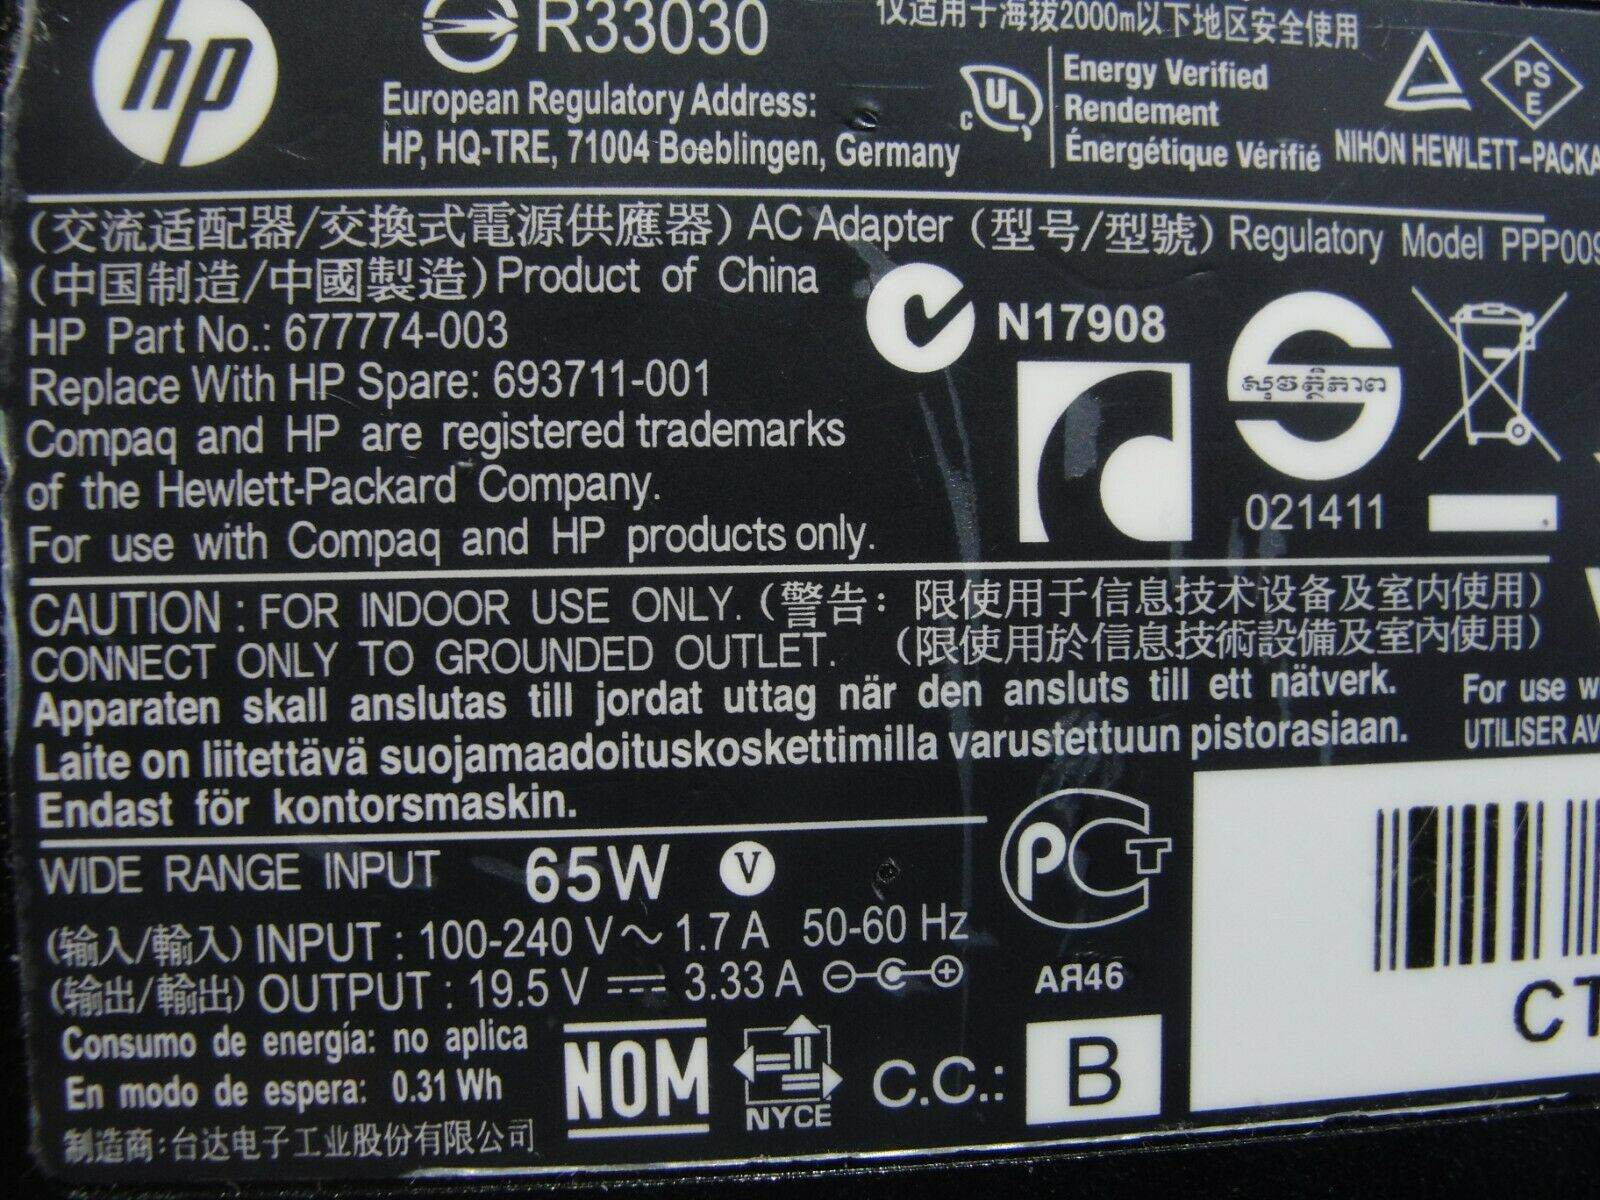 hp
R33030
仅适用于海拔2000m以下地区安全使用
European Regulatory Address:
HP, HQ-TRE, 71004 Boeblingen, Germany
c UL
Energy Verified
Rendement
Énergétique Vérifié
PS
E
NIHON HEWLETT-PACKA
(交流适配器/交換式電源供應器) AC Adapter (型号/型號) Regulatory Model PPP009
(中国制造/中國製造) Product of China
HP Part No.: 677774-003
Replace With HP Spare: 693711-001
Compaq and HP are registered trademarks
of the Hewlett-Packard Company.
For use with Compaq and HP products only.
N17908
សុវត្ថិភាព
021411
CAUTION : FOR INDOOR USE ONLY. (警告: 限使用于信息技术设备及室内使用)
CONNECT ONLY TO GROUNDED OUTLET. (限使用於信息技術設備及室內使用)
Apparaten skall anslutas till jordat uttag när den ansluts till ett nätverk.
Laite on liitettävä suojamaadoituskoskettimilla varustettuun pistorasiaan.
Endast för kontorsmaskin.
For use w
UTILISER AV
WIDE RANGE INPUT 65W V
(输入/輸入) INPUT : 100-240 V~ 1.7 A 50-60 Hz
(输出/輸出) OUTPUT : 19.5 V ⎓ 3.33 A
Consumo de energía: no aplica
En modo de espera: 0.31 Wh
制造商:台达电子工业股份有限公司
NOM
NYCE
C.C.: B
PCT
АЯ46
CT